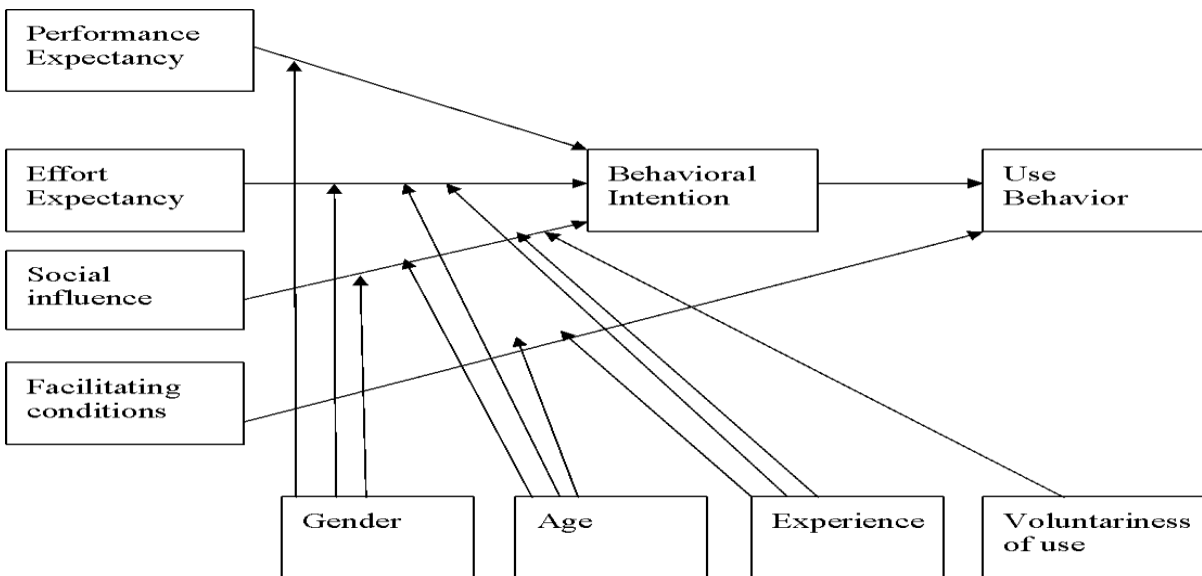 Performance
Expectancy
Effort
Expectancy
Behavioral
Intention
Use
Behavior
Social
influence
Facilitating
conditions
Gender
Age
Experience
Voluntariness
of use